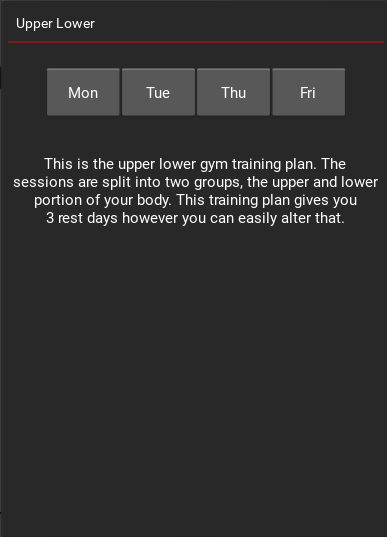 Upper Lower
Mon Tue Thu Fri
This is the upper lower gym training plan. The
sessions are split into two groups, the upper and lower
portion of your body. This training plan gives you
3 rest days however you can easily alter that.